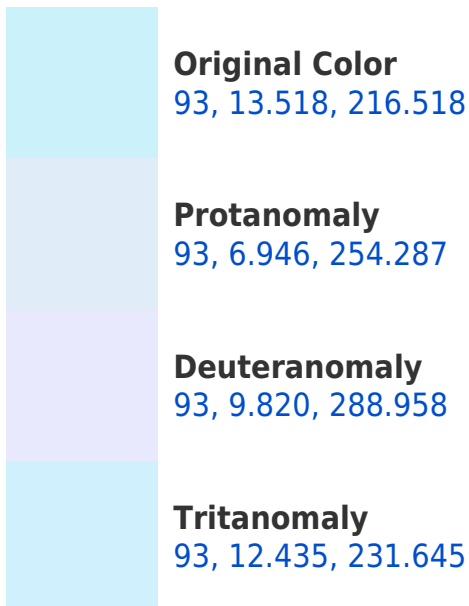 Original Color
93, 13.518, 216.518
Protanomaly
93, 6.946, 254.287
Deuteranomaly
93, 9.820, 288.958
Tritanomaly
93, 12.435, 231.645